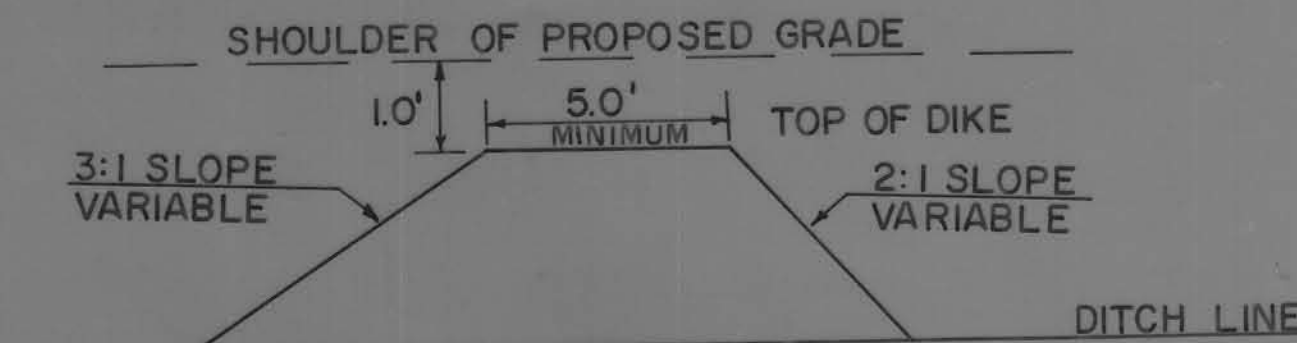 SHOULDER OF PROPOSED GRADE
1.0'
5.0'
MINIMUM
TOP OF DIKE
3:1 SLOPE
VARIABLE
2:1 SLOPE
VARIABLE
DITCH LINE